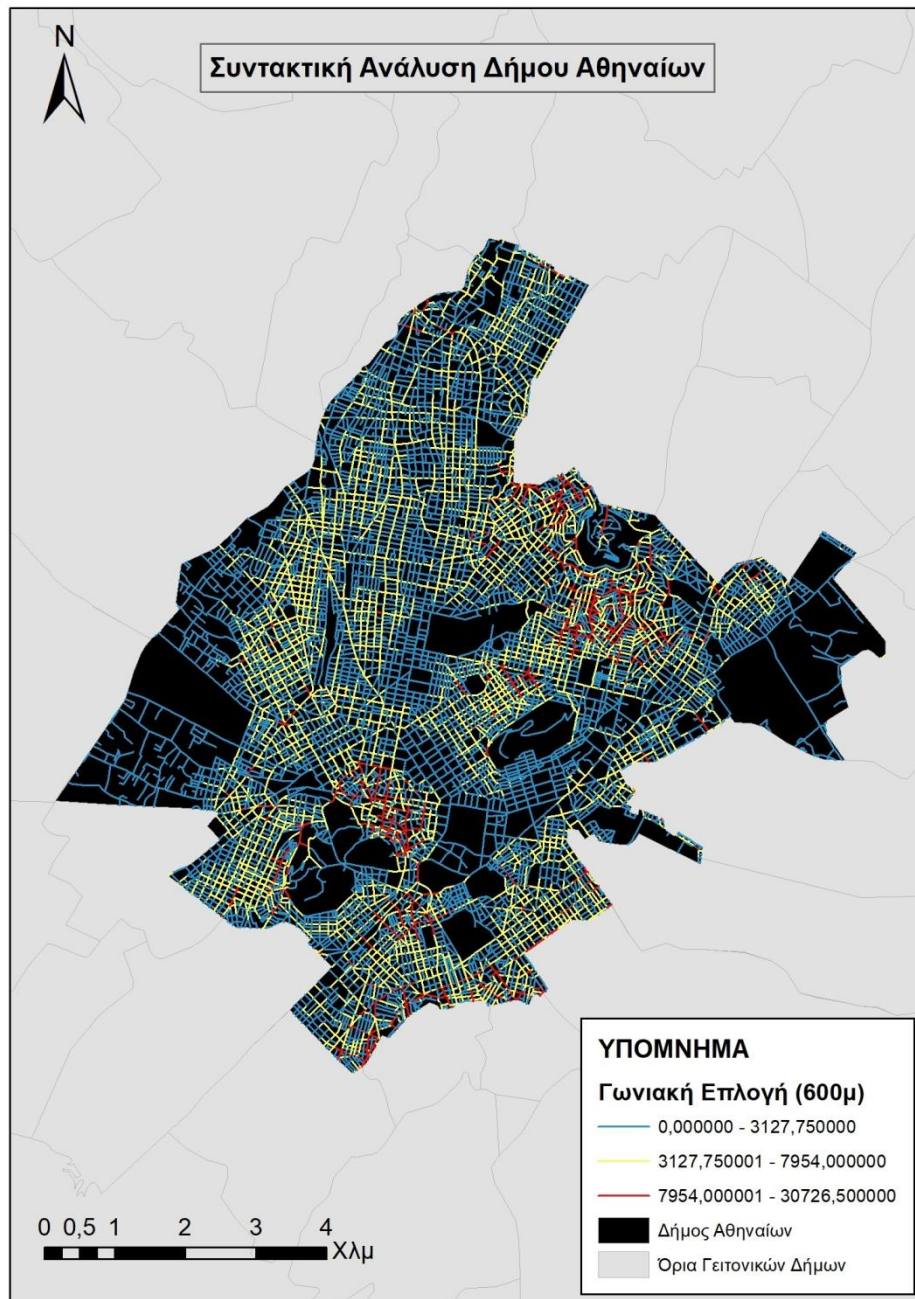 N
Συντακτική Ανάλυση Δήμου Αθηναίων
ΥΠΟΜΝΗΜΑ
Γωνιακή Επλογή (600μ)
0,000000 - 3127,750000
3127,750001 - 7954,000000
7954,000001 - 30726,500000
Δήμος Αθηναίων
Όρια Γειτονικών Δήμων
0 0,5 1 2 3 4
Χλμ